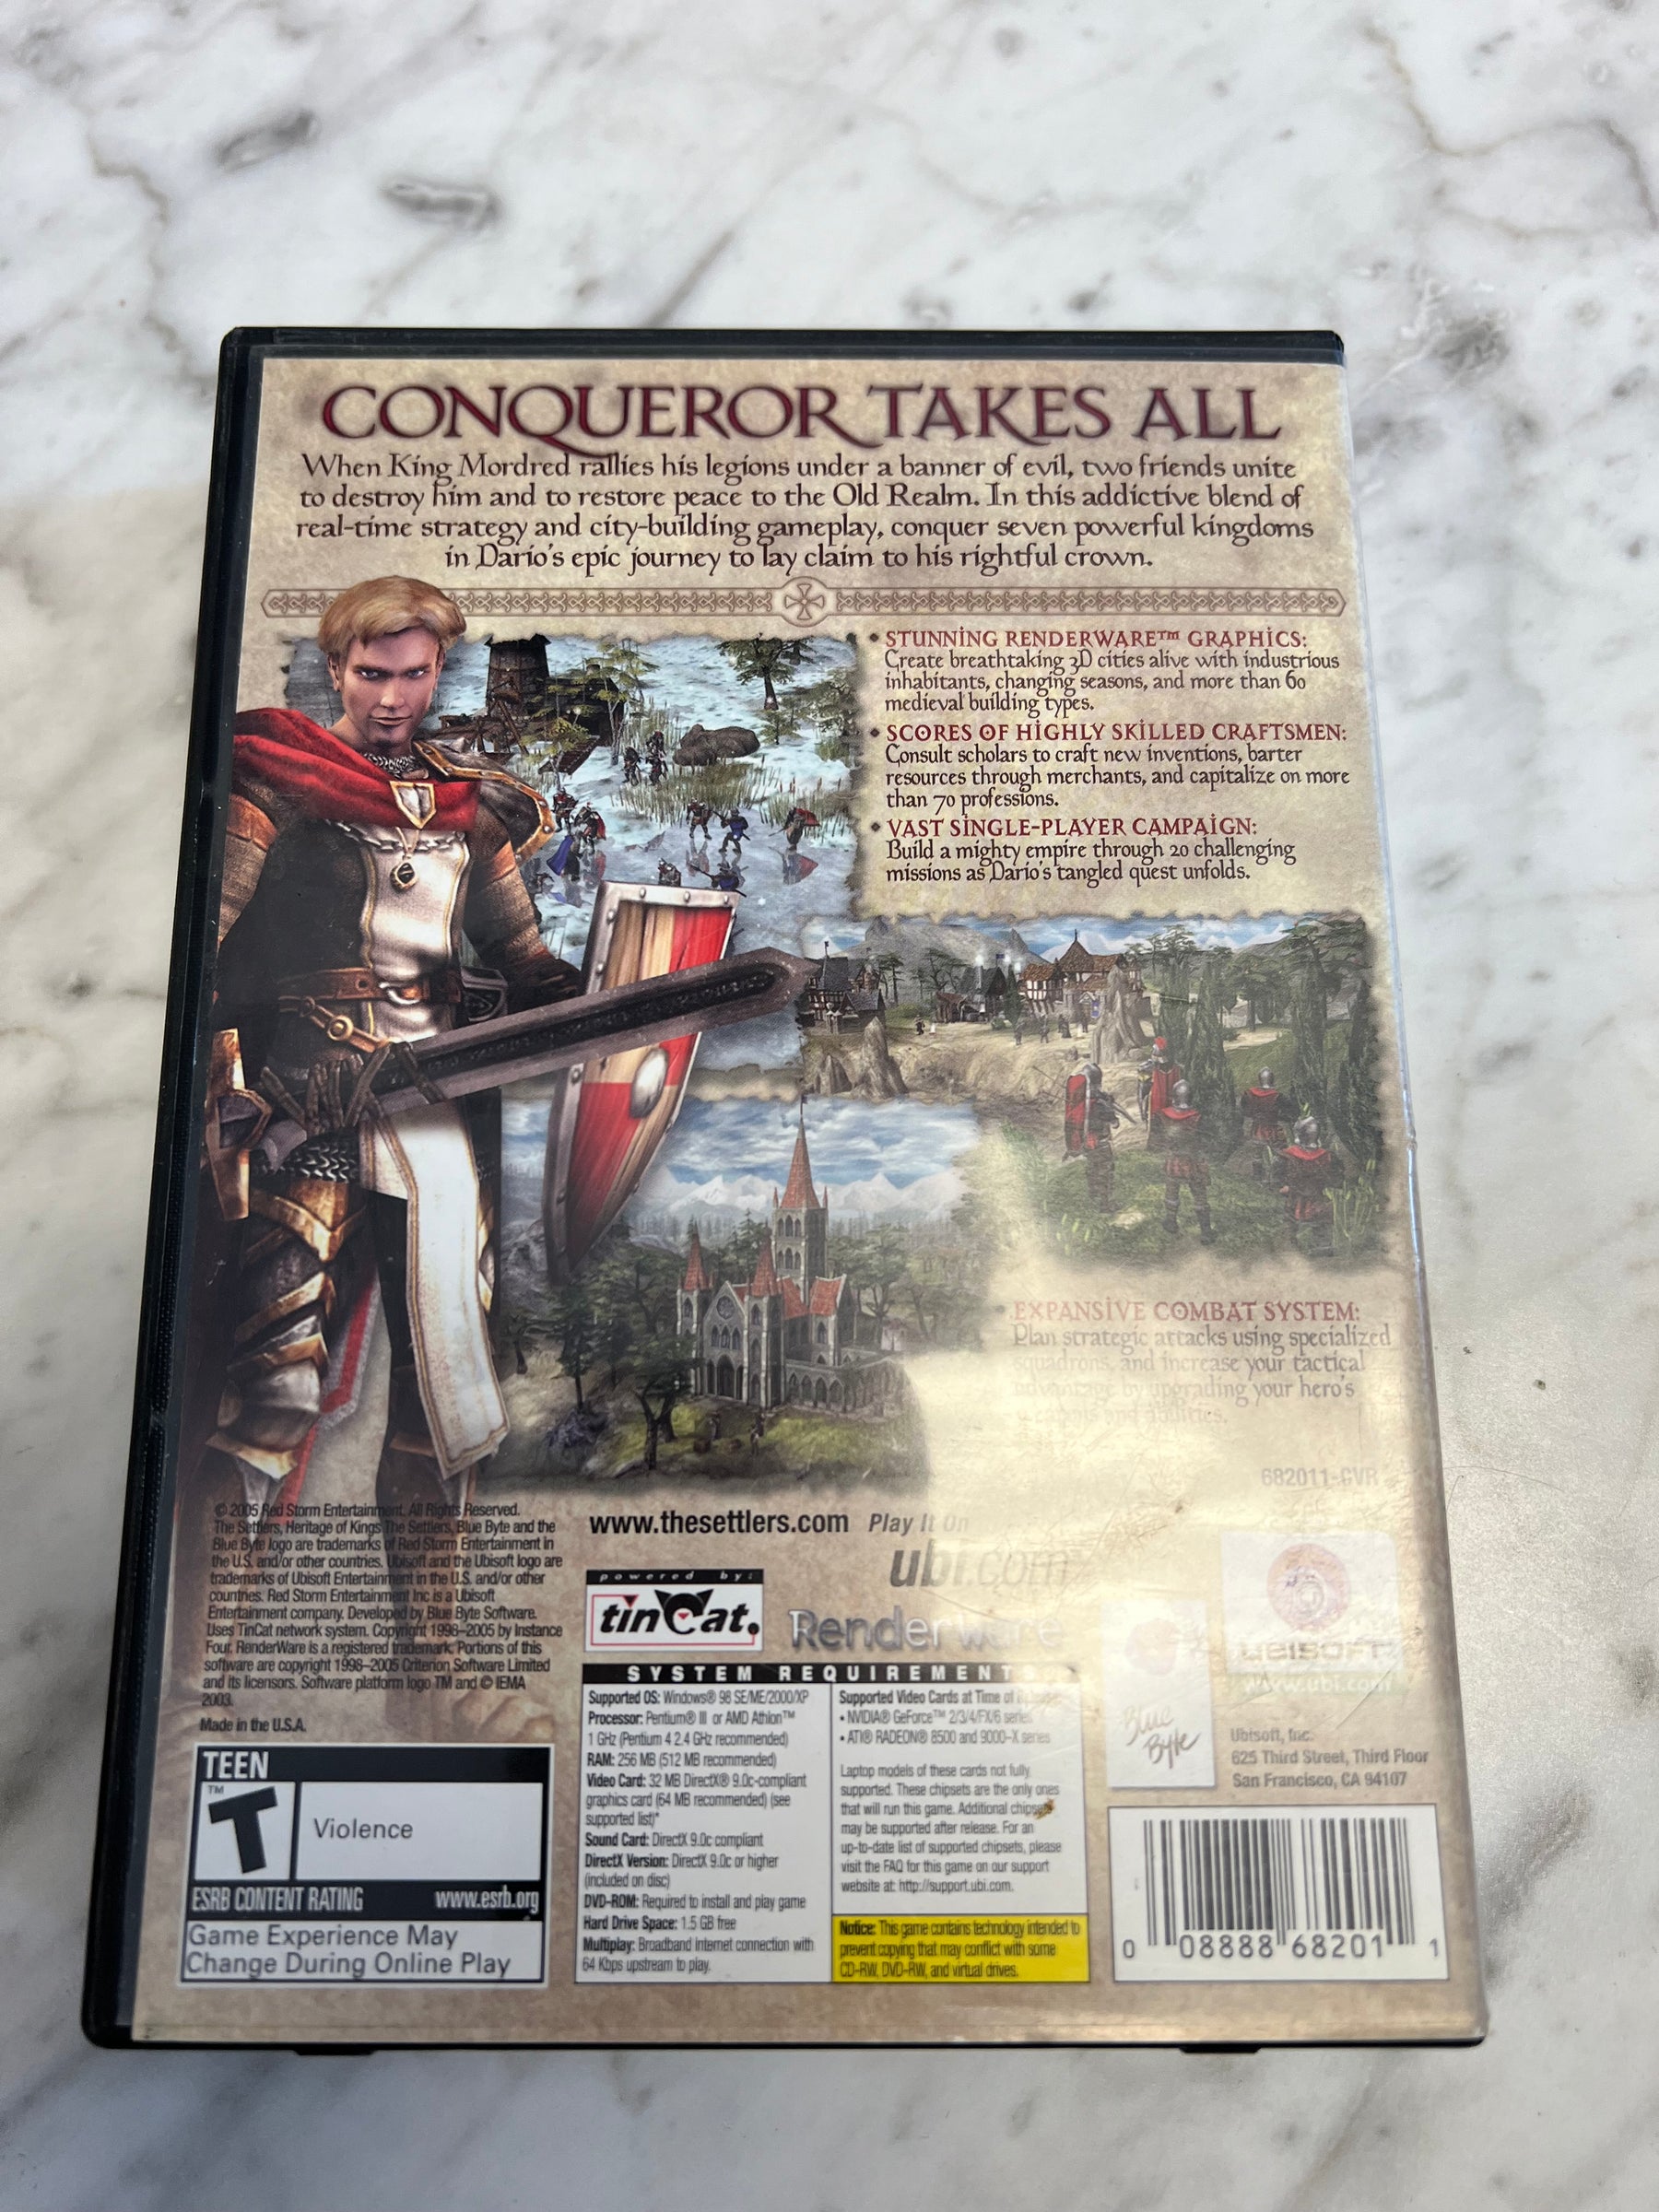 CONQUEROR TAKES ALL
When King Mordred rallies his legions under a banner of evil, two friends unite
to destroy him and to restore peace to the Old Realm. In this addictive blend of
real-time strategy and city-building gameplay, conquer seven powerful kingdoms
in Dario's epic journey to lay claim to his rightful crown.
• STUNNING RENDERWARE™ GRAPHICS:
Create breathtaking 3D cities alive with industrious
inhabitants, changing seasons, and more than 60
medieval building types.
• SCORES OF HIGHLY SKILLED CRAFTSMEN:
Consult scholars to craft new inventions, barter
resources through merchants, and capitalize on more
than 70 professions.
• VAST SINGLE-PLAYER CAMPAIGN:
Build a mighty empire through 20 challenging
missions as Dario's tangled quest unfolds.
EXPANSIVE COMBAT SYSTEM:
Plan strategic attacks using specialized
squadrons, and increase your tactical
advantage by upgrading your hero's
and abilities.
682011-CVR
© 2005 Red Storm Entertainment. All Rights Reserved.
The Settlers, Heritage of Kings The Settlers, Blue Byte and the
Blue Byte logo are trademarks of Red Storm Entertainment in
the U.S. and/or other countries. Ubisoft and the Ubisoft logo are
trademarks of Ubisoft Entertainment in the U.S. and/or other
countries. Red Storm Entertainment Inc is a Ubisoft
Entertainment company. Developed by Blue Byte Software.
Uses TinCat network system. Copyright 1998–2005 by Instance
Four. RenderWare is a registered trademark. Portions of this
software are copyright 1998–2005 Criterion Software Limited
and its licensors. Software platform logo TM and © IEMA
2003.
Made in the U.S.A.
www.thesettlers.com Play It On
ubi.com
powered by:
tinCat.
RenderWare
SYSTEM REQUIREMENTS
Supported OS: Windows® 98 SE/ME/2000/XP
Processor: Pentium® III or AMD Athlon™
1 GHz (Pentium 4 2.4 GHz recommended)
RAM: 256 MB (512 MB recommended)
Video Card: 32 MB DirectX® 9.0c-compliant
graphics card (64 MB recommended) (see
supported list)*
Sound Card: DirectX 9.0c compliant
DirectX Version: DirectX 9.0c or higher
(included on disc)
DVD-ROM: Required to install and play game
Hard Drive Space: 1.5 GB free
Multiplay: Broadband Internet connection with
64 Kbps upstream to play.
Supported Video Cards at Time of
• NVIDIA® GeForce™ 2/3/4/FX/6 series
• ATI® RADEON® 8500 and 9000–X series
Laptop models of these cards not fully
supported. These chipsets are the only ones
that will run this game. Additional chipsets
may be supported after release. For an
up-to-date list of supported chipsets, please
visit the FAQ for this game on our support
website at: http://support.ubi.com.
Notice: This game contains technology intended to
prevent copying that may conflict with some
CD-RW, DVD-RW, and virtual drives.
Blue
Byte
UBISOFT
www.ubi.com
Ubisoft, Inc.
625 Third Street, Third Floor
San Francisco, CA 94107
TEEN
T™
Violence
ESRB CONTENT RATING www.esrb.org
Game Experience May
Change During Online Play
0 08888 68201 1